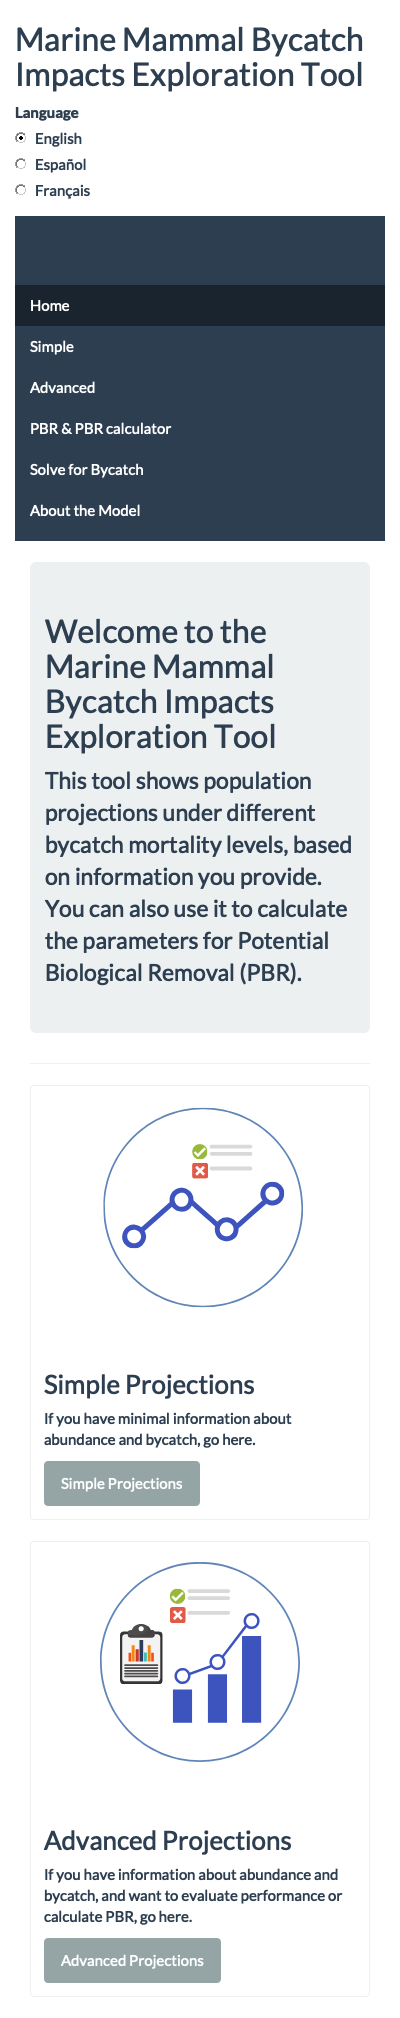 Marine Mammal Bycatch
Impacts Exploration Tool
Language
English
Español
Français
Home
Simple
Advanced
PBR & PBR calculator
Solve for Bycatch
About the Model
Welcome to the
Marine Mammal
Bycatch Impacts
Exploration Tool
This tool shows population
projections under different
bycatch mortality levels, based
on information you provide.
You can also use it to calculate
the parameters for Potential
Biological Removal (PBR).
Simple Projections
If you have minimal information about
abundance and bycatch, go here.
Simple Projections
Advanced Projections
If you have information about abundance and
bycatch, and want to evaluate performance or
calculate PBR, go here.
Advanced Projections